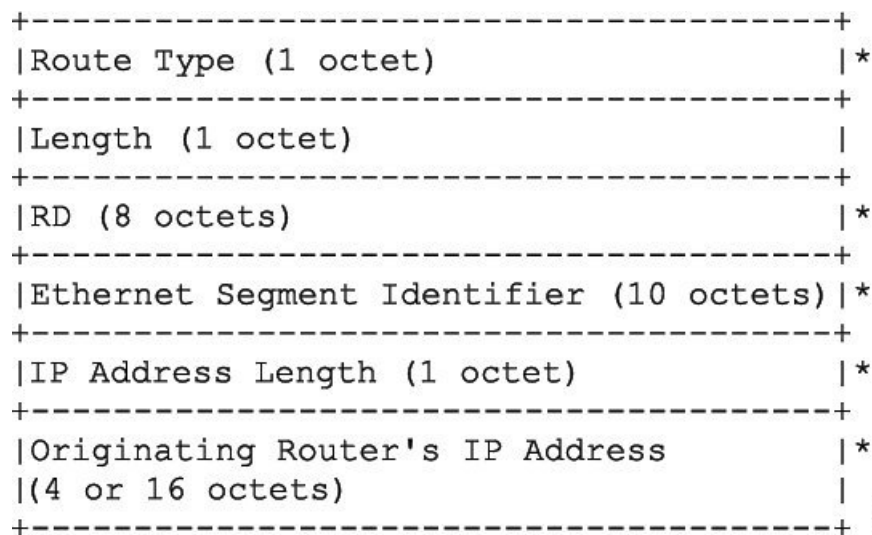 +-------------------------------------+
|Route Type (1 octet)                 |*
+-------------------------------------+
|Length (1 octet)                     |
+-------------------------------------+
|RD (8 octets)                        |*
+-------------------------------------+
|Ethernet Segment Identifier (10 octets)|*
+-------------------------------------+
|IP Address Length (1 octet)          |*
+-------------------------------------+
|Originating Router's IP Address      |*
|(4 or 16 octets)                     |
+-------------------------------------+